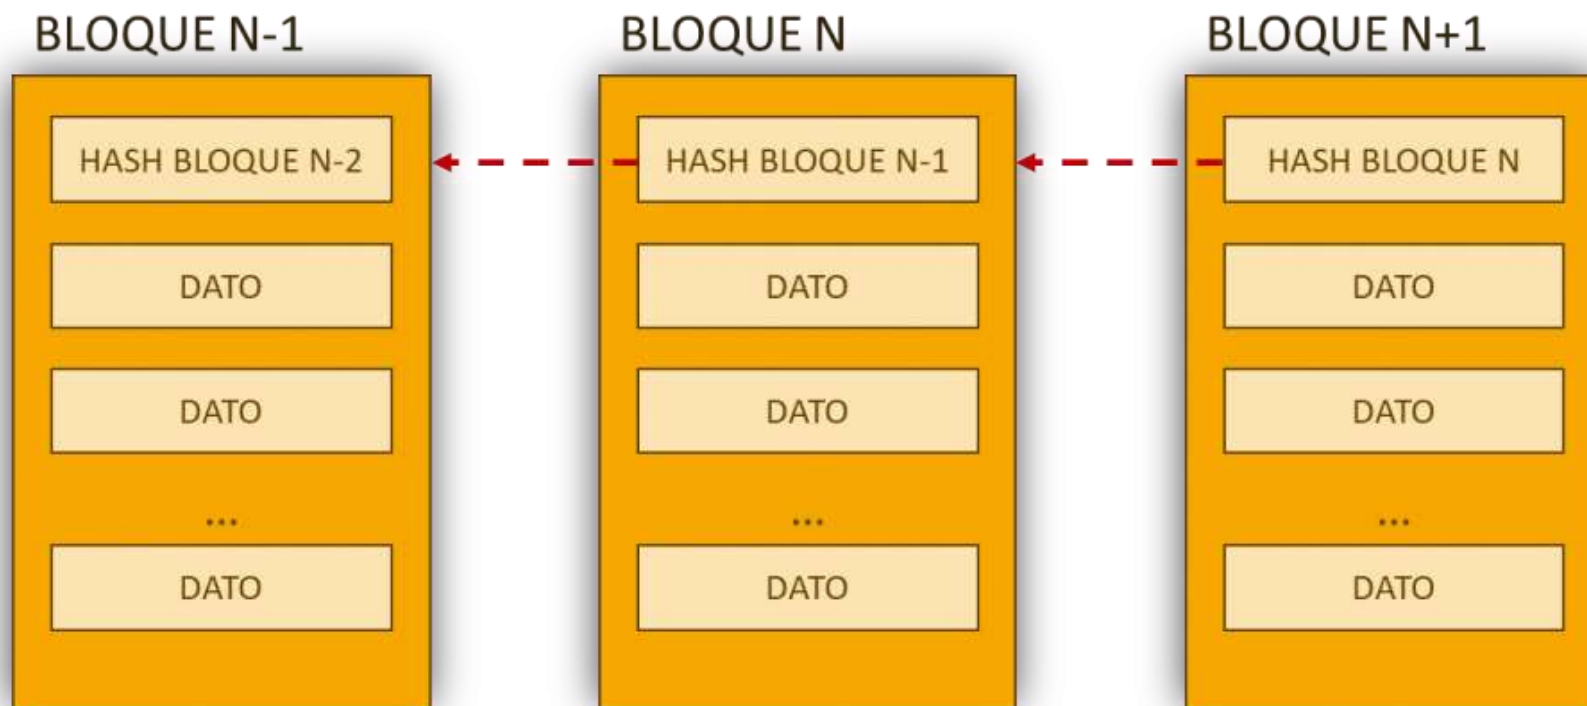 BLOQUE N-1
HASH BLOQUE N-2
DATO
DATO
...
DATO
BLOQUE N
HASH BLOQUE N-1
DATO
DATO
...
DATO
BLOQUE N+1
HASH BLOQUE N
DATO
DATO
...
DATO